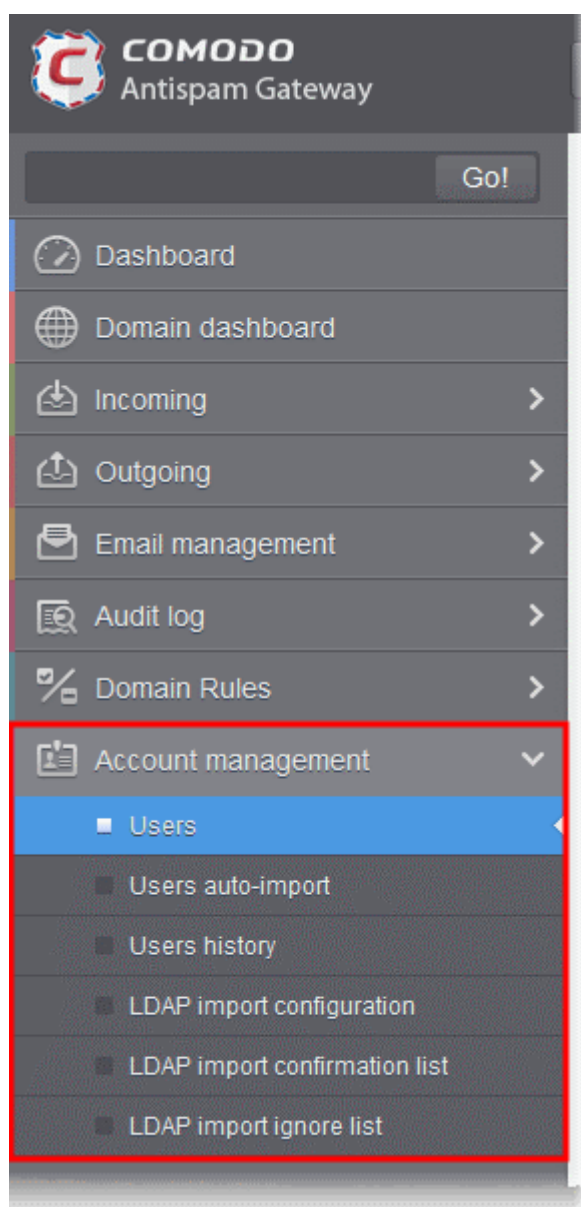 COMODO
Antispam Gateway
Go!
Dashboard
Domain dashboard
Incoming
Outgoing
Email management
Audit log
Domain Rules
Account management
Users
Users auto-import
Users history
LDAP import configuration
LDAP import confirmation list
LDAP import ignore list